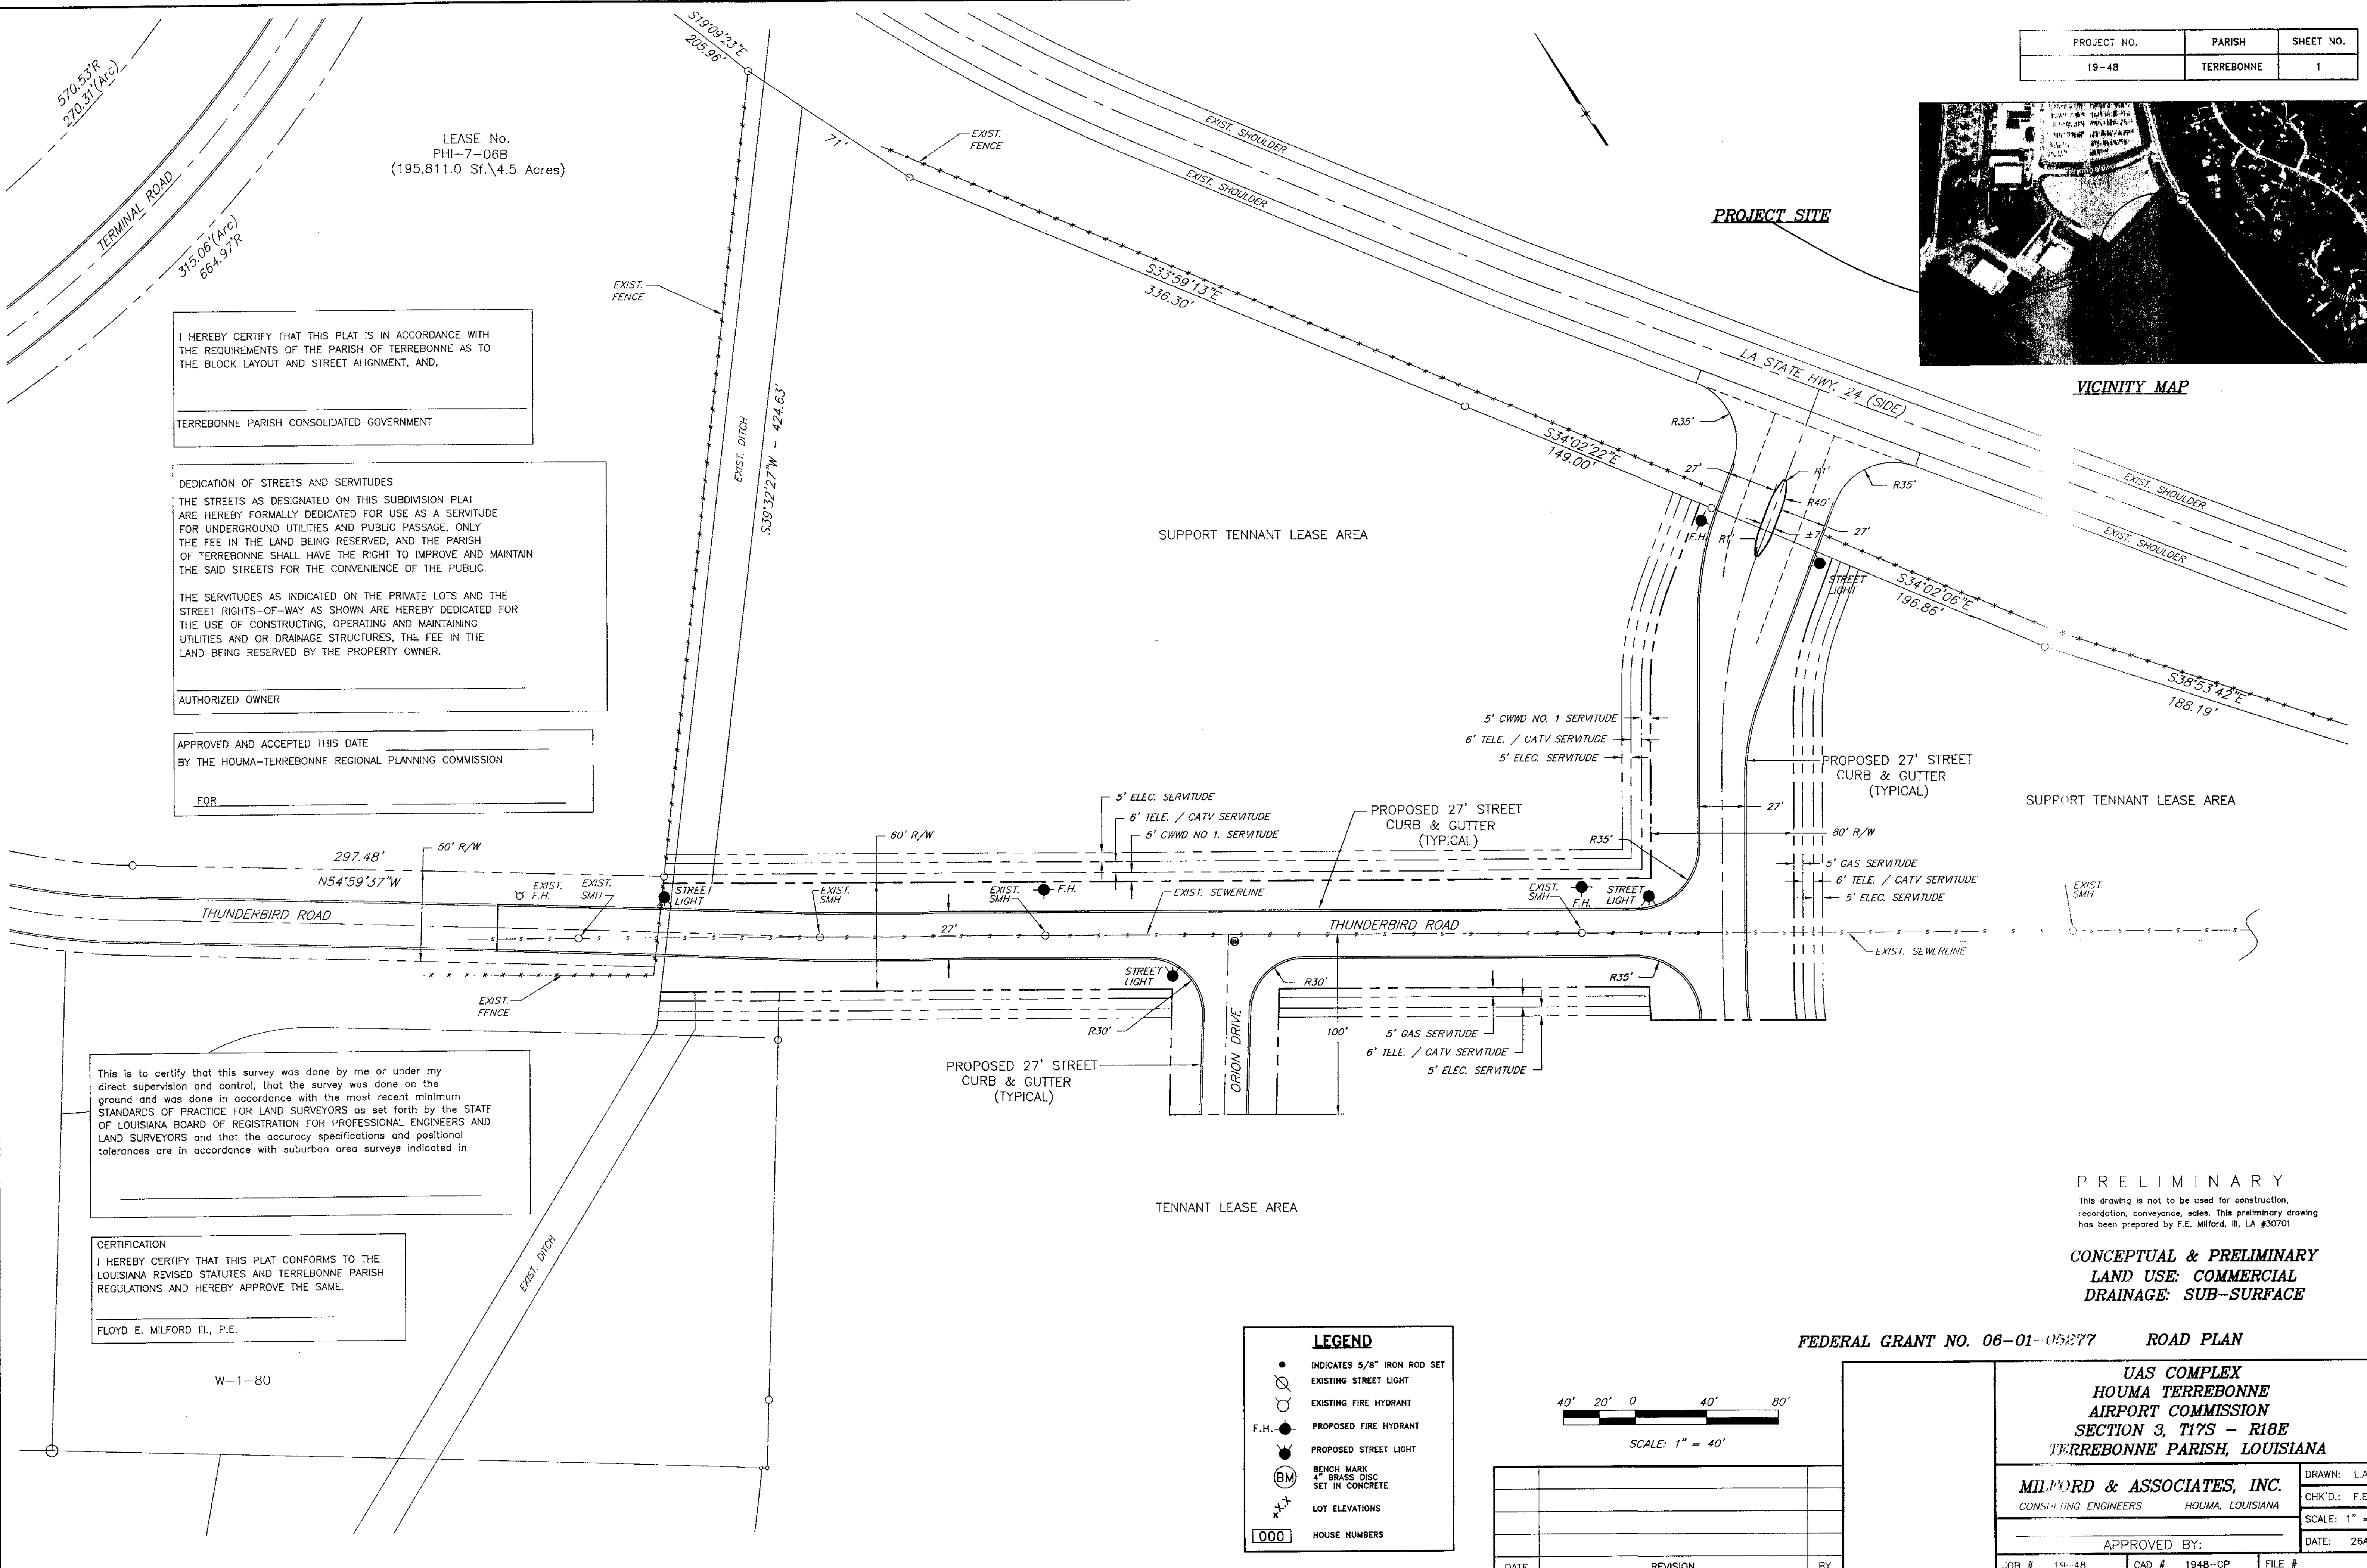 PROJECT NO. PARISH SHEET NO.
19-48 TERREBONNE 1
S19°09'23"E
205.96'
570.53'R
270.31'(Arc)
TERMINAL ROAD
315.06'(Arc)
664.97'R
LEASE No.
PHI-7-06B
(195,811.0 Sf.\4.5 Acres)
71'
EXIST.
FENCE
EXIST. SHOULDER
EXIST. SHOULDER
PROJECT SITE
VICINITY MAP
EXIST.
FENCE
S33°59'13"E
336.30'
LA STATE HWY. 24 (SIDE)
I HEREBY CERTIFY THAT THIS PLAT IS IN ACCORDANCE WITH
THE REQUIREMENTS OF THE PARISH OF TERREBONNE AS TO
THE BLOCK LAYOUT AND STREET ALIGNMENT, AND,
TERREBONNE PARISH CONSOLIDATED GOVERNMENT
EXIST. DITCH
S39°32'27"W - 424.63'
S34°02'22"E
149.00'
R35'
27'
R1'
R40'
R35'
27'
±7'
R1'
F.H.
STREET
LIGHT
EXIST. SHOULDER
EXIST. SHOULDER
S34°02'06"E
196.86'
S38°53'42"E
188.19'
DEDICATION OF STREETS AND SERVITUDES
THE STREETS AS DESIGNATED ON THIS SUBDIVISION PLAT
ARE HEREBY FORMALLY DEDICATED FOR USE AS A SERVITUDE
FOR UNDERGROUND UTILITIES AND PUBLIC PASSAGE, ONLY
THE FEE IN THE LAND BEING RESERVED, AND THE PARISH
OF TERREBONNE SHALL HAVE THE RIGHT TO IMPROVE AND MAINTAIN
THE SAID STREETS FOR THE CONVENIENCE OF THE PUBLIC.
THE SERVITUDES AS INDICATED ON THE PRIVATE LOTS AND THE
STREET RIGHTS-OF-WAY AS SHOWN ARE HEREBY DEDICATED FOR
THE USE OF CONSTRUCTING, OPERATING AND MAINTAINING
UTILITIES AND OR DRAINAGE STRUCTURES, THE FEE IN THE
LAND BEING RESERVED BY THE PROPERTY OWNER.
AUTHORIZED OWNER
SUPPORT TENNANT LEASE AREA
APPROVED AND ACCEPTED THIS DATE
BY THE HOUMA-TERREBONNE REGIONAL PLANNING COMMISSION
FOR
5' CWWD NO. 1 SERVITUDE
6' TELE. / CATV SERVITUDE
5' ELEC. SERVITUDE
PROPOSED 27' STREET
CURB & GUTTER
(TYPICAL)
SUPPORT TENNANT LEASE AREA
27'
80' R/W
5' GAS SERVITUDE
6' TELE. / CATV SERVITUDE
5' ELEC. SERVITUDE
EXIST.
SMH
EXIST. SEWERLINE
5' ELEC. SERVITUDE
6' TELE. / CATV SERVITUDE
5' CWWD NO 1. SERVITUDE
PROPOSED 27' STREET
CURB & GUTTER
(TYPICAL)
R35'
60' R/W
50' R/W
297.48'
N54°59'37"W
EXIST.
F.H.
EXIST.
SMH
STREET
LIGHT
EXIST.
SMH
EXIST.
SMH
F.H.
EXIST. SEWERLINE
EXIST.
SMH
F.H.
STREET
LIGHT
THUNDERBIRD ROAD
27'
THUNDERBIRD ROAD
EXIST.
FENCE
STREET
LIGHT
R30'
R30'
R35'
ORION DRIVE
100'
5' GAS SERVITUDE
6' TELE. / CATV SERVITUDE
5' ELEC. SERVITUDE
PROPOSED 27' STREET
CURB & GUTTER
(TYPICAL)
This is to certify that this survey was done by me or under my
direct supervision and control, that the survey was done on the
ground and was done in accordance with the most recent minimum
STANDARDS OF PRACTICE FOR LAND SURVEYORS as set forth by the STATE
OF LOUISIANA BOARD OF REGISTRATION FOR PROFESSIONAL ENGINEERS AND
LAND SURVEYORS and that the accuracy specifications and positional
tolerances are in accordance with suburban area surveys indicated in
TENNANT LEASE AREA
CERTIFICATION
I HEREBY CERTIFY THAT THIS PLAT CONFORMS TO THE
LOUISIANA REVISED STATUTES AND TERREBONNE PARISH
REGULATIONS AND HEREBY APPROVE THE SAME.
FLOYD E. MILFORD III., P.E.
EXIST. DITCH
W-1-80
PRELIMINARY
This drawing is not to be used for construction,
recordation, conveyance, sales. This preliminary drawing
has been prepared by F.E. Milford, III, LA #30701
CONCEPTUAL & PRELIMINARY
LAND USE: COMMERCIAL
DRAINAGE: SUB-SURFACE
FEDERAL GRANT NO. 06-01-05277 ROAD PLAN
LEGEND
INDICATES 5/8" IRON ROD SET
EXISTING STREET LIGHT
EXISTING FIRE HYDRANT
F.H. PROPOSED FIRE HYDRANT
PROPOSED STREET LIGHT
BM BENCH MARK
4" BRASS DISC
SET IN CONCRETE
X.X LOT ELEVATIONS
000 HOUSE NUMBERS
40' 20' 0 40' 80'
SCALE: 1" = 40'
DATE REVISION BY
UAS COMPLEX
HOUMA TERREBONNE
AIRPORT COMMISSION
SECTION 3, T17S - R18E
TERREBONNE PARISH, LOUISIANA
MILFORD & ASSOCIATES, INC.
CONSULTING ENGINEERS HOUMA, LOUISIANA
APPROVED BY:
DRAWN: L.A
CHK'D.: F.E
SCALE: 1" =
DATE: 26A
JOB # 19-48 CAD # 1948-CP FILE #